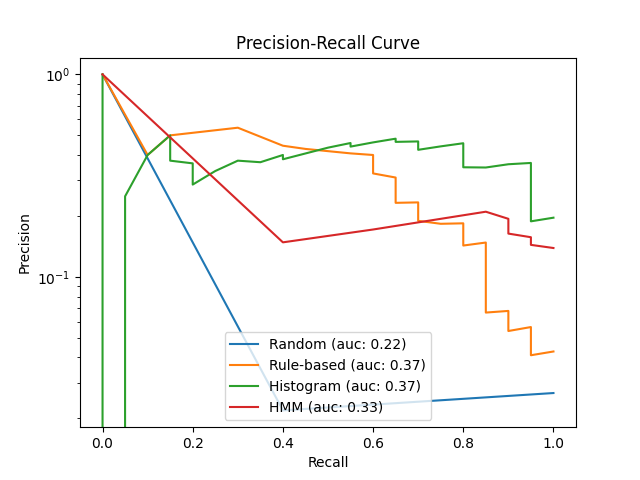 Precision-Recall Curve
Precision
10⁰
10⁻¹
Random (auc: 0.22)
Rule-based (auc: 0.37)
Histogram (auc: 0.37)
HMM (auc: 0.33)
0.0 0.2 0.4 0.6 0.8 1.0
Recall